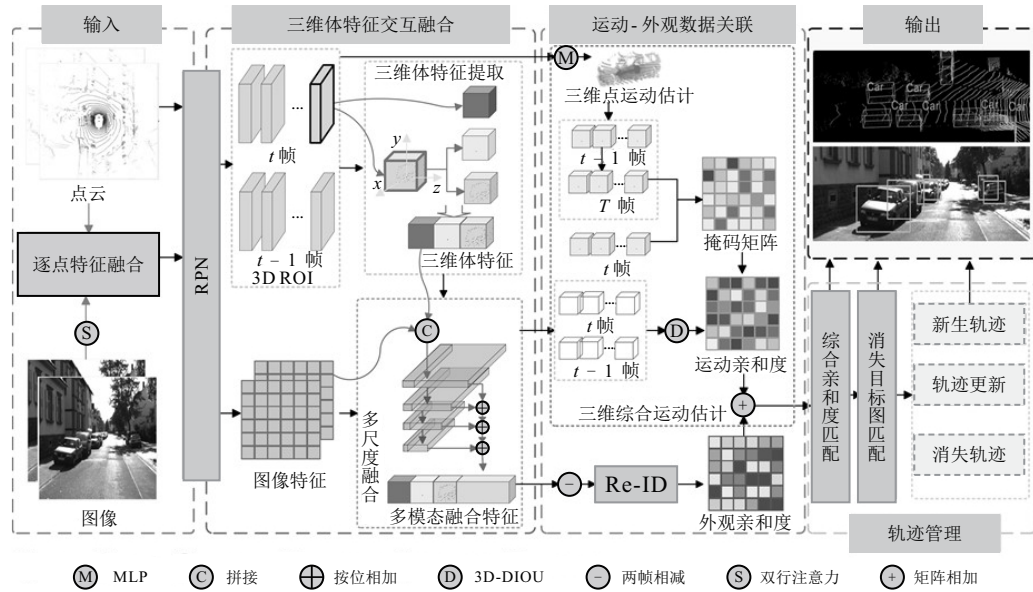 输入
三维体特征交互融合
运动-外观数据关联
输出
点云
逐点特征融合
S
图像
RPN
t 帧
t − 1 帧
3D ROI
三维体特征提取
y
x
z
三维体特征
C
图像特征
多尺度融合
多模态融合特征
M
三维点运动估计
t − 1 帧
T 帧
t 帧
掩码矩阵
t 帧
t − 1 帧
D
运动亲和度
三维综合运动估计
+
−
Re-ID
外观亲和度
Car
Car
Car
综合亲和度匹配
消失目标图匹配
新生轨迹
轨迹更新
消失轨迹
轨迹管理
M MLP
C 拼接
按位相加
D 3D-DIOU
− 两帧相减
S 双行注意力
+ 矩阵相加